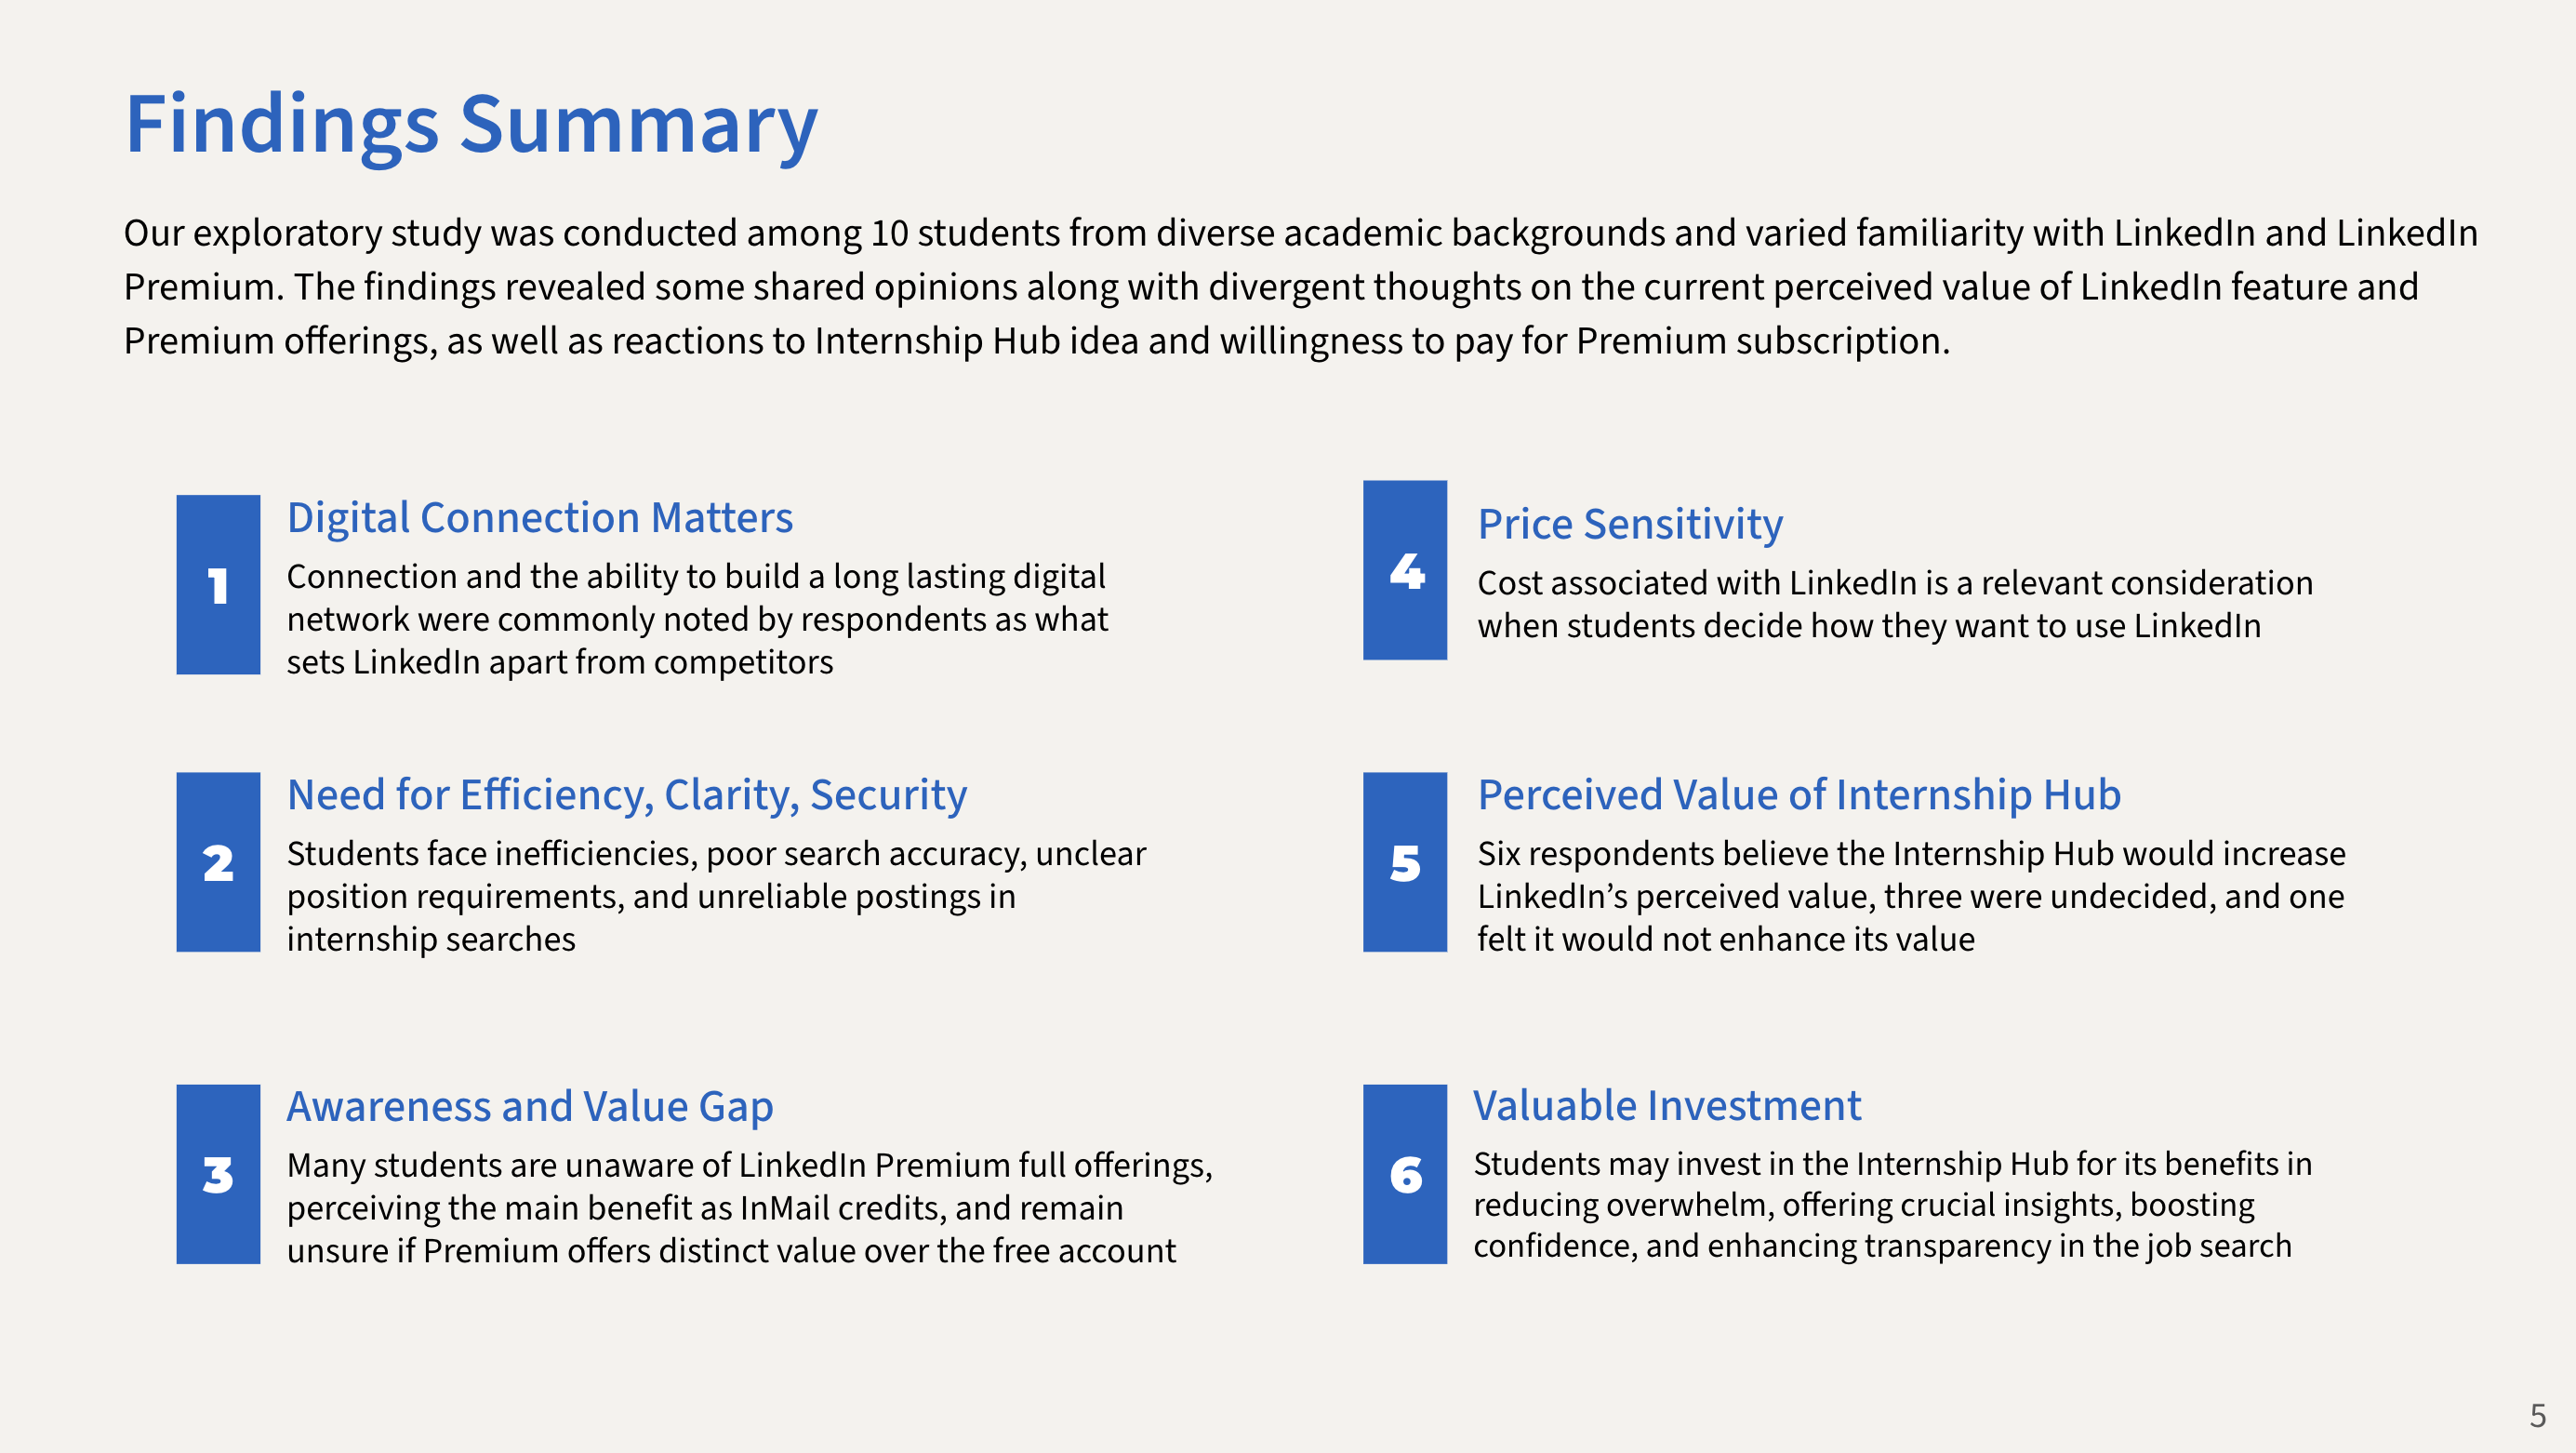 Findings Summary
Our exploratory study was conducted among 10 students from diverse academic backgrounds and varied familiarity with LinkedIn and LinkedIn
Premium. The findings revealed some shared opinions along with divergent thoughts on the current perceived value of LinkedIn feature and
Premium offerings, as well as reactions to Internship Hub idea and willingness to pay for Premium subscription.
1
Digital Connection Matters
Connection and the ability to build a long lasting digital
network were commonly noted by respondents as what
sets LinkedIn apart from competitors
2
Need for Efficiency, Clarity, Security
Students face inefficiencies, poor search accuracy, unclear
position requirements, and unreliable postings in
internship searches
3
Awareness and Value Gap
Many students are unaware of LinkedIn Premium full offerings,
perceiving the main benefit as InMail credits, and remain
unsure if Premium offers distinct value over the free account
4
Price Sensitivity
Cost associated with LinkedIn is a relevant consideration
when students decide how they want to use LinkedIn
5
Perceived Value of Internship Hub
Six respondents believe the Internship Hub would increase
LinkedIn’s perceived value, three were undecided, and one
felt it would not enhance its value
6
Valuable Investment
Students may invest in the Internship Hub for its benefits in
reducing overwhelm, offering crucial insights, boosting
confidence, and enhancing transparency in the job search
5